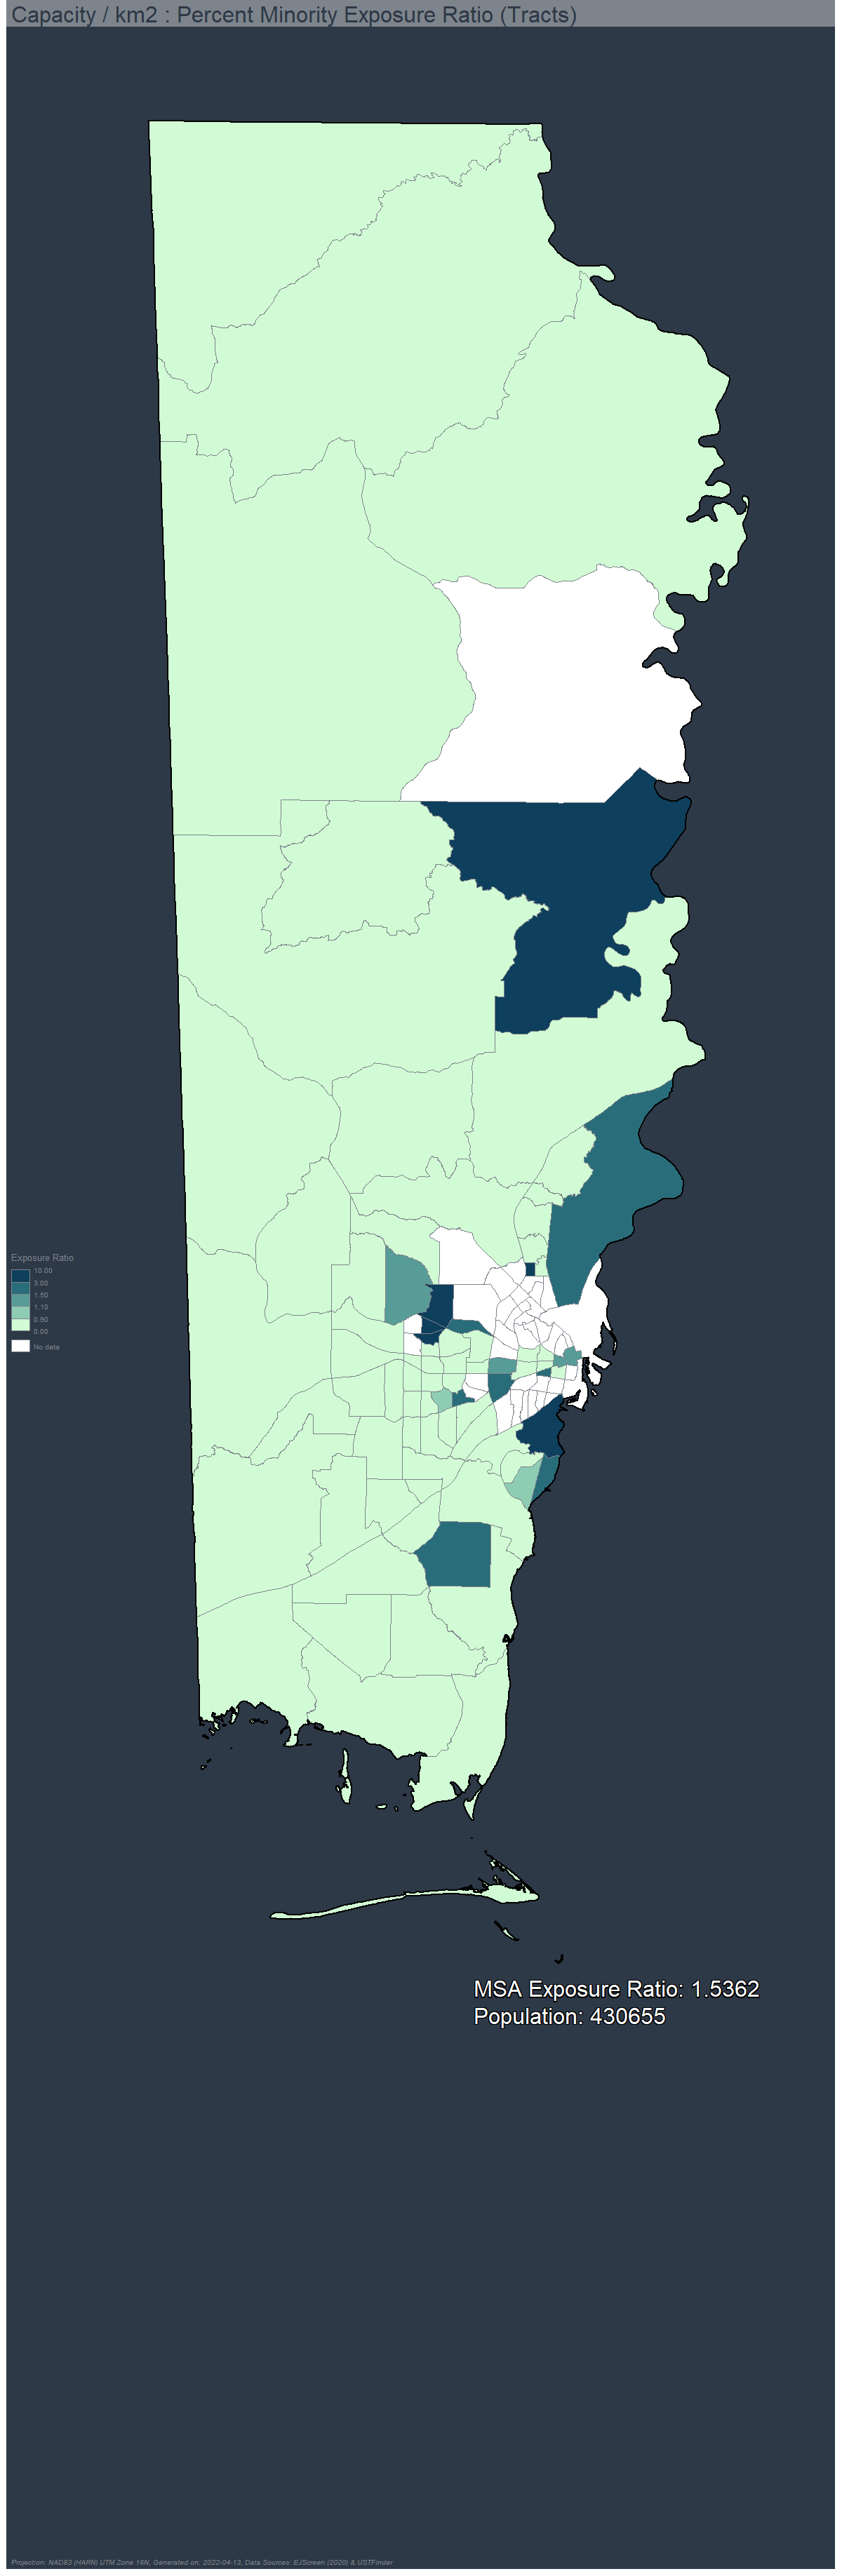 Capacity / km2 : Percent Minority Exposure Ratio (Tracts)
Exposure Ratio
10.00
3.00
1.50
1.10
0.90
0.00
No data
MSA Exposure Ratio: 1.5362
Population: 430655
Projection: NAD83 (HARN) UTM Zone 16N, Generated on: 2022-04-13, Data Sources: EJScreen (2020) & USTFinder